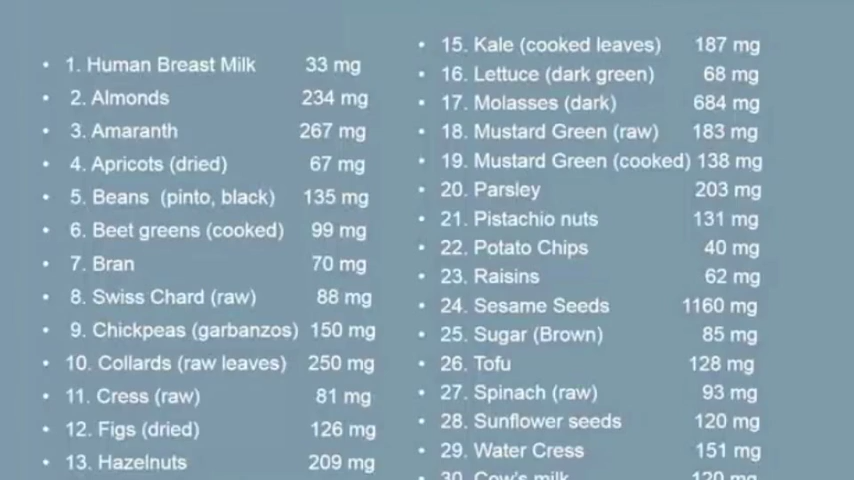 • 1. Human Breast Milk 33 mg
• 2. Almonds 234 mg
• 3. Amaranth 267 mg
• 4. Apricots (dried) 67 mg
• 5. Beans (pinto, black) 135 mg
• 6. Beet greens (cooked) 99 mg
• 7. Bran 70 mg
• 8. Swiss Chard (raw) 88 mg
• 9. Chickpeas (garbanzos) 150 mg
• 10. Collards (raw leaves) 250 mg
• 11. Cress (raw) 81 mg
• 12. Figs (dried) 126 mg
• 13. Hazelnuts 209 mg
• 15. Kale (cooked leaves) 187 mg
• 16. Lettuce (dark green) 68 mg
• 17. Molasses (dark) 684 mg
• 18. Mustard Green (raw) 183 mg
• 19. Mustard Green (cooked) 138 mg
• 20. Parsley 203 mg
• 21. Pistachio nuts 131 mg
• 22. Potato Chips 40 mg
• 23. Raisins 62 mg
• 24. Sesame Seeds 1160 mg
• 25. Sugar (Brown) 85 mg
• 26. Tofu 128 mg
• 27. Spinach (raw) 93 mg
• 28. Sunflower seeds 120 mg
• 29. Water Cress 151 mg
• 30. Cow's milk 120 mg